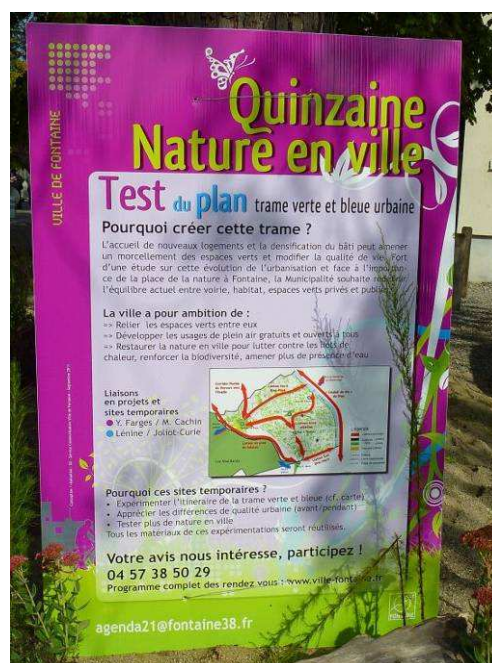 VILLE DE FONTAINE
Quinzaine
Nature en ville
Test du plan trame verte et bleue urbaine
Pourquoi créer cette trame ?
L'accueil de nouveaux logements et la densification du bâti peut amener
un morcellement des espaces verts et modifier la qualité de vie. Fort
d'une étude sur cette évolution de l'urbanisation et face à
de la place de la nature à Fontaine, la Municipalité souhaite
l'équilibre actuel entre voirie, habitat, espaces verts privés et
La ville a pour ambition de :
=> Relier les espaces verts entre eux
=> Développer les usages de plein air gratuits et ouverts à tous
=> Restaurer la nature en ville pour lutter contre les îlots de
chaleur, renforcer la biodiversité, amener plus de présence d'eau
Liaisons
en projets et
sites temporaires
Y. Farges / M. Cachin
Lénine / Joliot-Curie
Pourquoi ces sites temporaires ?
• Expérimenter l'itineraire de la trame verte et bleue (cf. carte)
• Apprécier les différences de qualité urbaine (avant/pendant)
• Tester plus de nature en ville
Tous les materiaux de ces expérimentations seront réutilisés.
Votre avis nous intéresse, participez !
04 57 38 50 29
Programme complet des rendez vous : www.ville-fontaine.fr
agenda21@fontaine38.fr